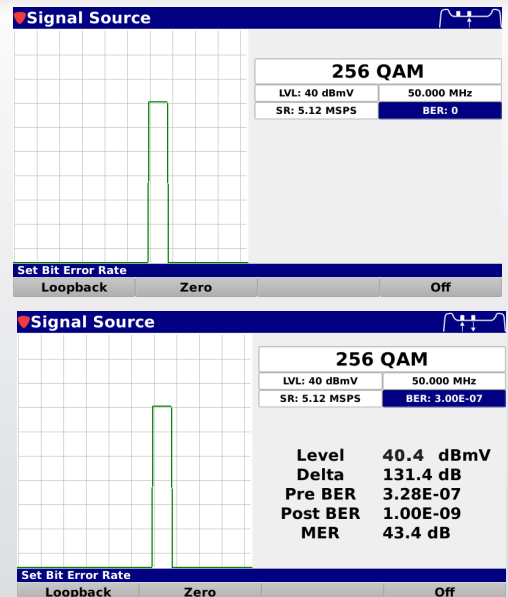 Signal Source
256 QAM
LVL: 40 dBmV 50.000 MHz
SR: 5.12 MSPS BER: 0
Set Bit Error Rate
Loopback Zero Off
Signal Source
256 QAM
LVL: 40 dBmV 50.000 MHz
SR: 5.12 MSPS BER: 3.00E-07
Level 40.4 dBmV
Delta 131.4 dB
Pre BER 3.28E-07
Post BER 1.00E-09
MER 43.4 dB
Set Bit Error Rate
Loopback Zero Off